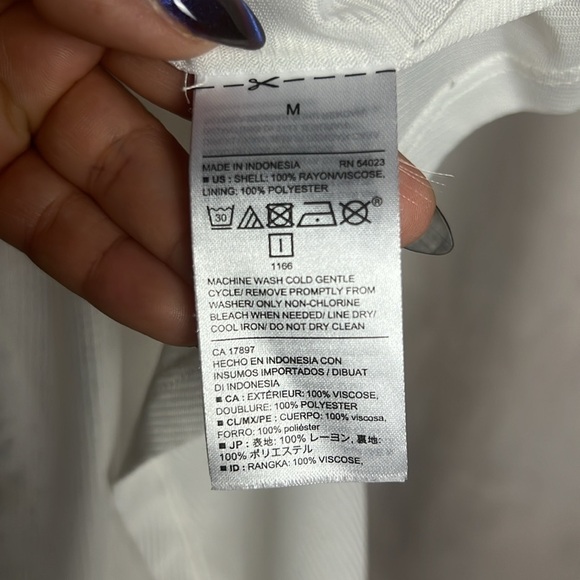 M
MADE IN INDONESIA RN 54023
■ US : SHELL: 100% RAYON/VISCOSE,
LINING: 100% POLYESTER
30 ®
1166
MACHINE WASH COLD GENTLE
CYCLE/ REMOVE PROMPTLY FROM
WASHER/ ONLY NON-CHLORINE
BLEACH WHEN NEEDED/ LINE DRY/
COOL IRON/ DO NOT DRY CLEAN
CA 17897
HECHO EN INDONESIA CON
INSUMOS IMPORTADOS / DIBUAT
DI INDONESIA
■ CA : EXTÉRIEUR: 100% VISCOSE,
DOUBLURE: 100% POLYESTER
■ CL/MX/PE : CUERPO: 100% viscosa,
FORRO: 100% poliéster
■ JP : 表地: 100% レーヨン, 裏地:
100% ポリエステル
■ ID : RANGKA: 100% VISCOSE,